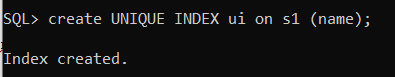 SQL> create UNIQUE INDEX ui on s1 (name);
Index created.